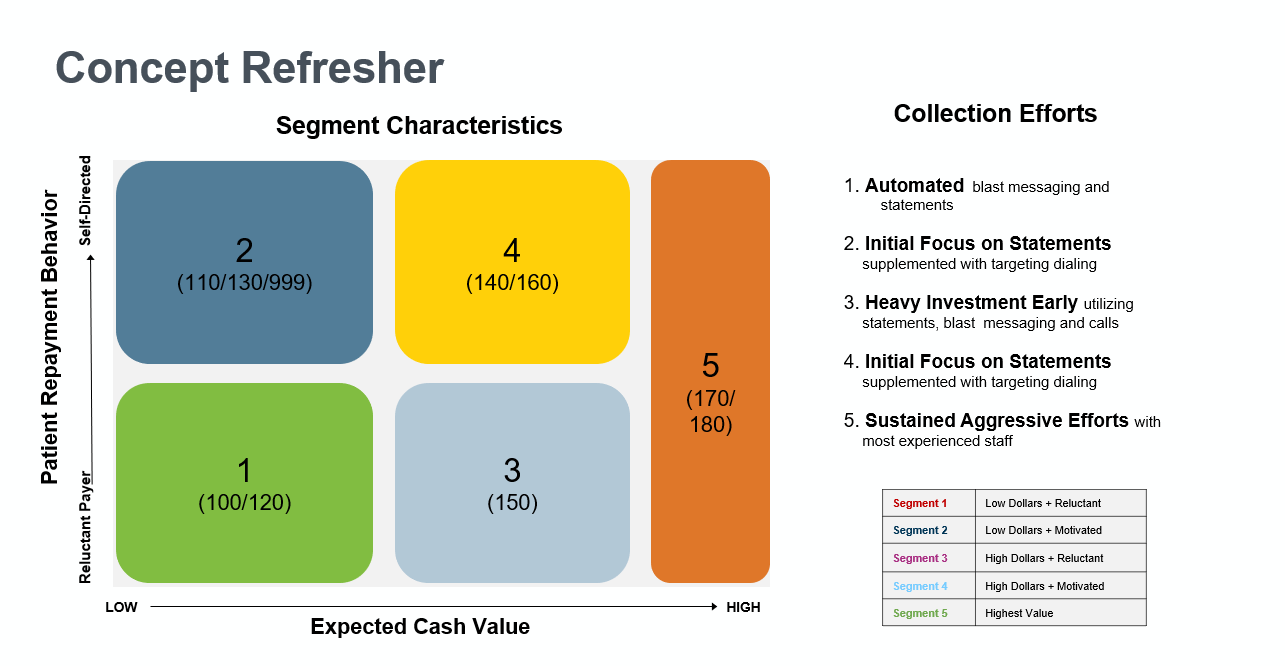 Concept Refresher
Segment Characteristics
Patient Repayment Behavior
Self-Directed
Reluctant Payer
2
(110/130/999)
4
(140/160)
5
(170/
180)
1
(100/120)
3
(150)
LOW
HIGH
Expected Cash Value
Collection Efforts
1. Automated blast messaging and
statements
2. Initial Focus on Statements
supplemented with targeting dialing
3. Heavy Investment Early utilizing
statements, blast messaging and calls
4. Initial Focus on Statements
supplemented with targeting dialing
5. Sustained Aggressive Efforts with
most experienced staff
Segment 1 Low Dollars + Reluctant
Segment 2 Low Dollars + Motivated
Segment 3 High Dollars + Reluctant
Segment 4 High Dollars + Motivated
Segment 5 Highest Value